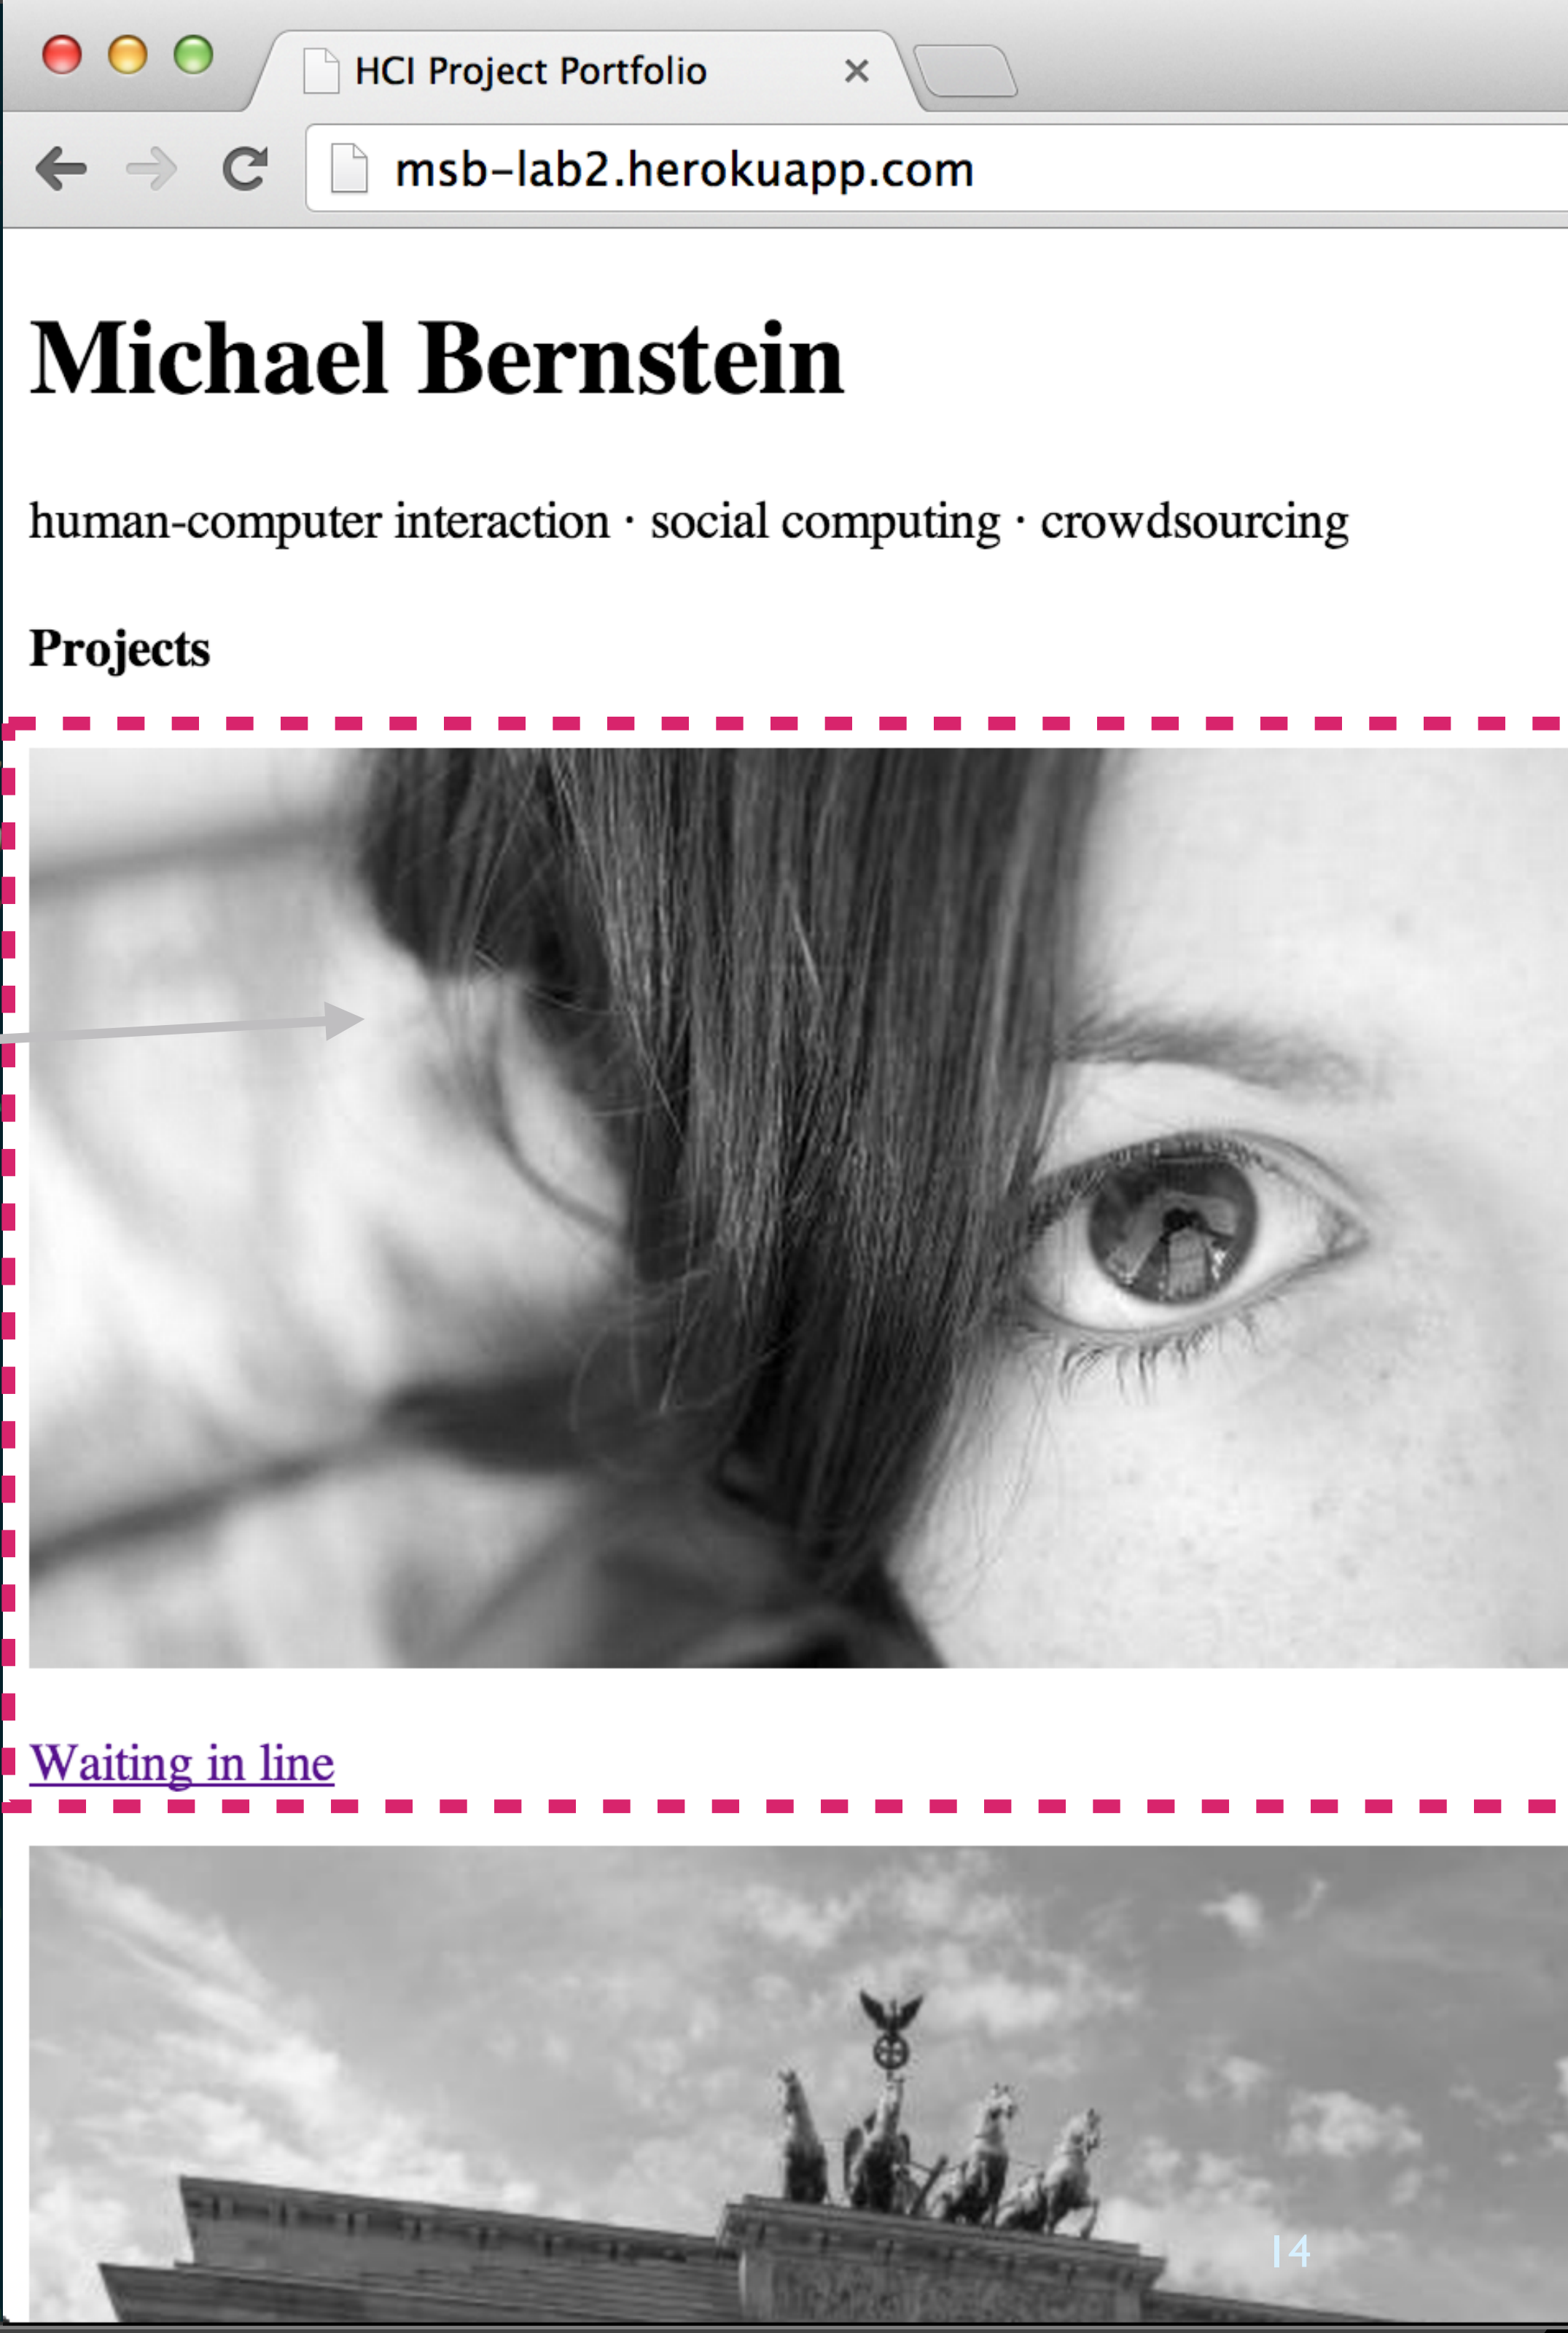 HCI Project Portfolio
msb-lab2.herokuapp.com
Michael Bernstein
human-computer interaction · social computing · crowdsourcing
Projects
Waiting in line
14